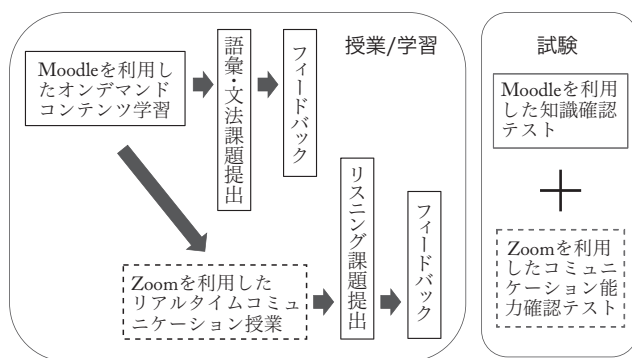 授業/学習
Moodleを利用し
たオンデマンド
コンテンツ学習
語彙・文法課題提出
フィードバック
Zoomを利用した
リアルタイムコミュ
ニケーション授業
リスニング課題提出
フィードバック
試験
Moodleを利用
した知識確認
テスト
Zoomを利用
したコミュニ
ケーション能
力確認テスト